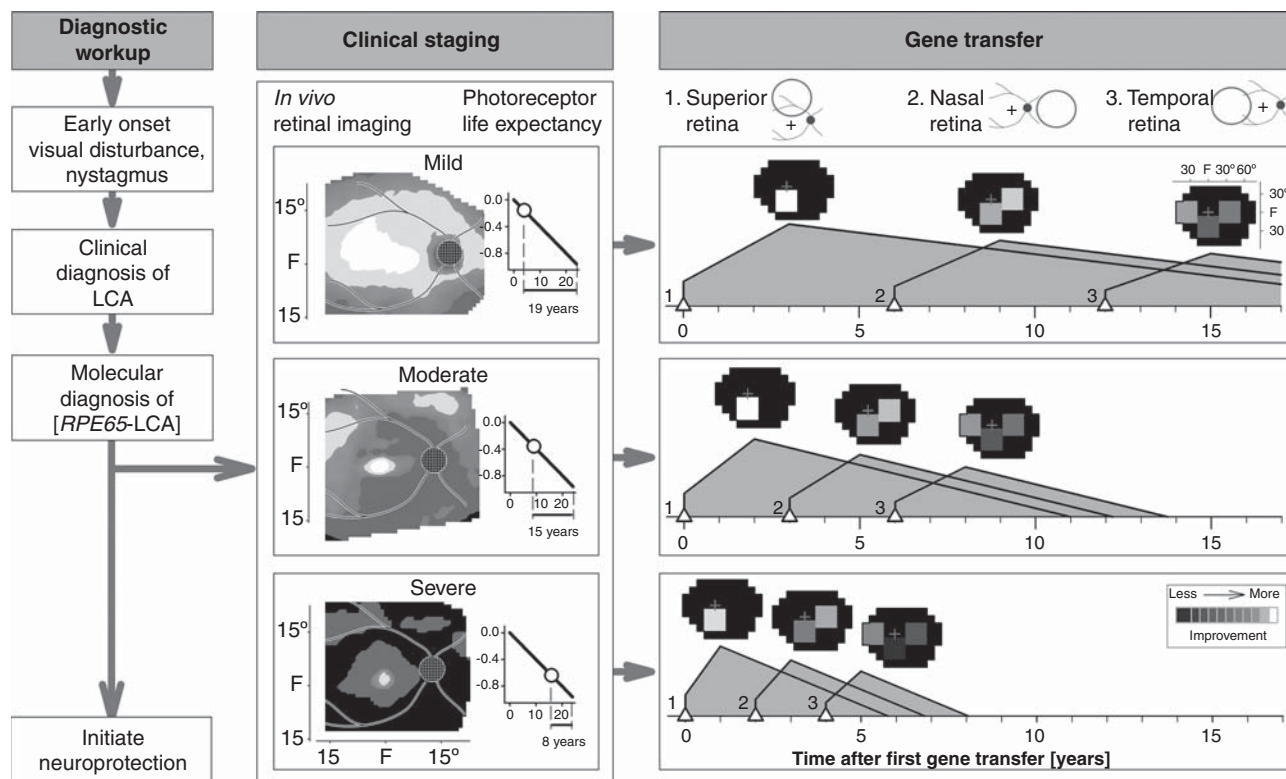 Diagnostic
workup
Early onset
visual disturbance,
nystagmus
Clinical
diagnosis of
LCA
Molecular
diagnosis of
[RPE65-LCA]
Initiate
neuroprotection
Clinical staging
In vivo
retinal imaging
Photoreceptor
life expectancy
Mild
15º
F
15
0.0
-0.4
-0.8
0 10 20
19 years
Moderate
15º
F
15
0.0
-0.4
-0.8
0 10 20
15 years
Severe
15º
F
15º
15 F 15º
0.0
-0.4
-0.8
0 10 20
8 years
Gene transfer
1. Superior
retina
+
2. Nasal
retina
+
3. Temporal
retina
+
30 F 30º 60º
30º
F
30
1 2 3
0 5 10 15
1 2 3
0 5 10 15
Less More
Improvement
1 2 3
0 5 10 15
Time after first gene transfer [years]